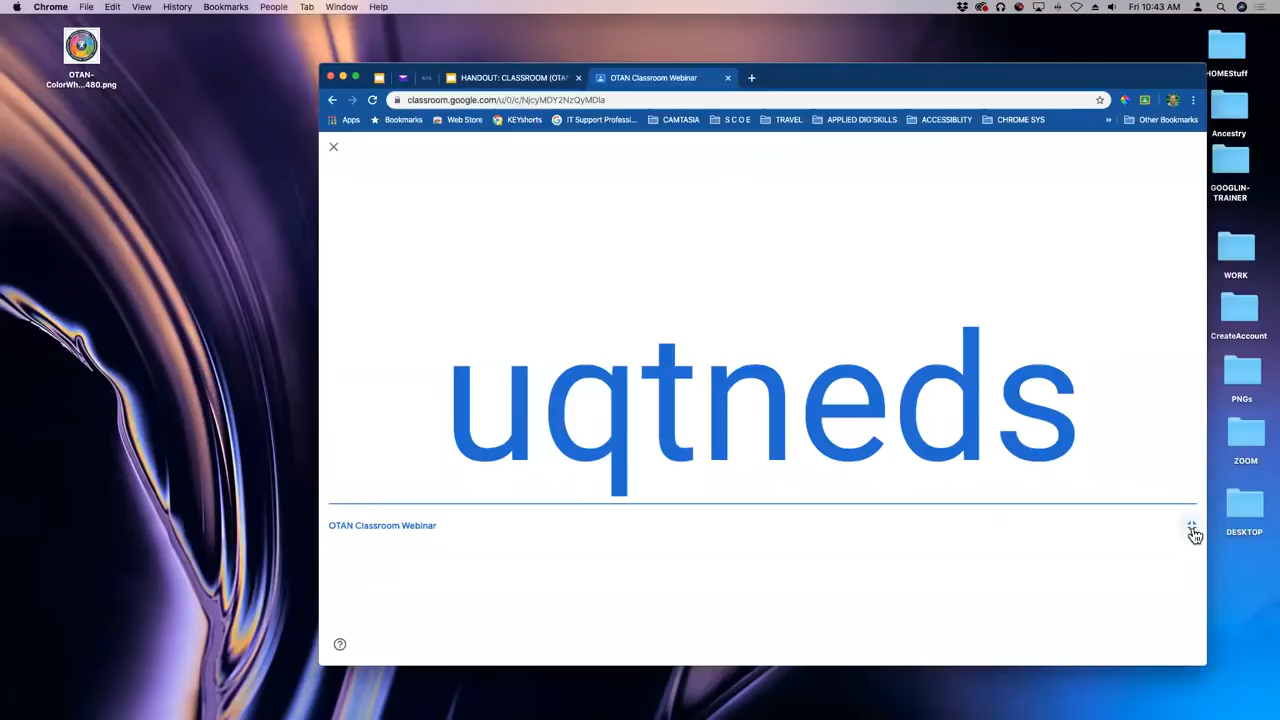 Chrome File Edit View History Bookmarks People Tab Window Help Fri 10:43 AM
OTAN-
ColorWh...480.png
HANDOUT: CLASSROOM (OTAN
OTAN Classroom Webinar
classroom.google.com/u/0/c/NjcyMDY2NzQyMDla
Apps Bookmarks Web Store KEYshorts IT Support Professi... CAMTASIA S C O E TRAVEL APPLIED DIG'SKILLS ACCESSIBLITY CHROME SYS » Other Bookmarks
uqtneds
OTAN Classroom Webinar
HOMEStuff
Ancestry
GOOGLIN-
TRAINER
WORK
CreateAccount
PNGs
ZOOM
DESKTOP